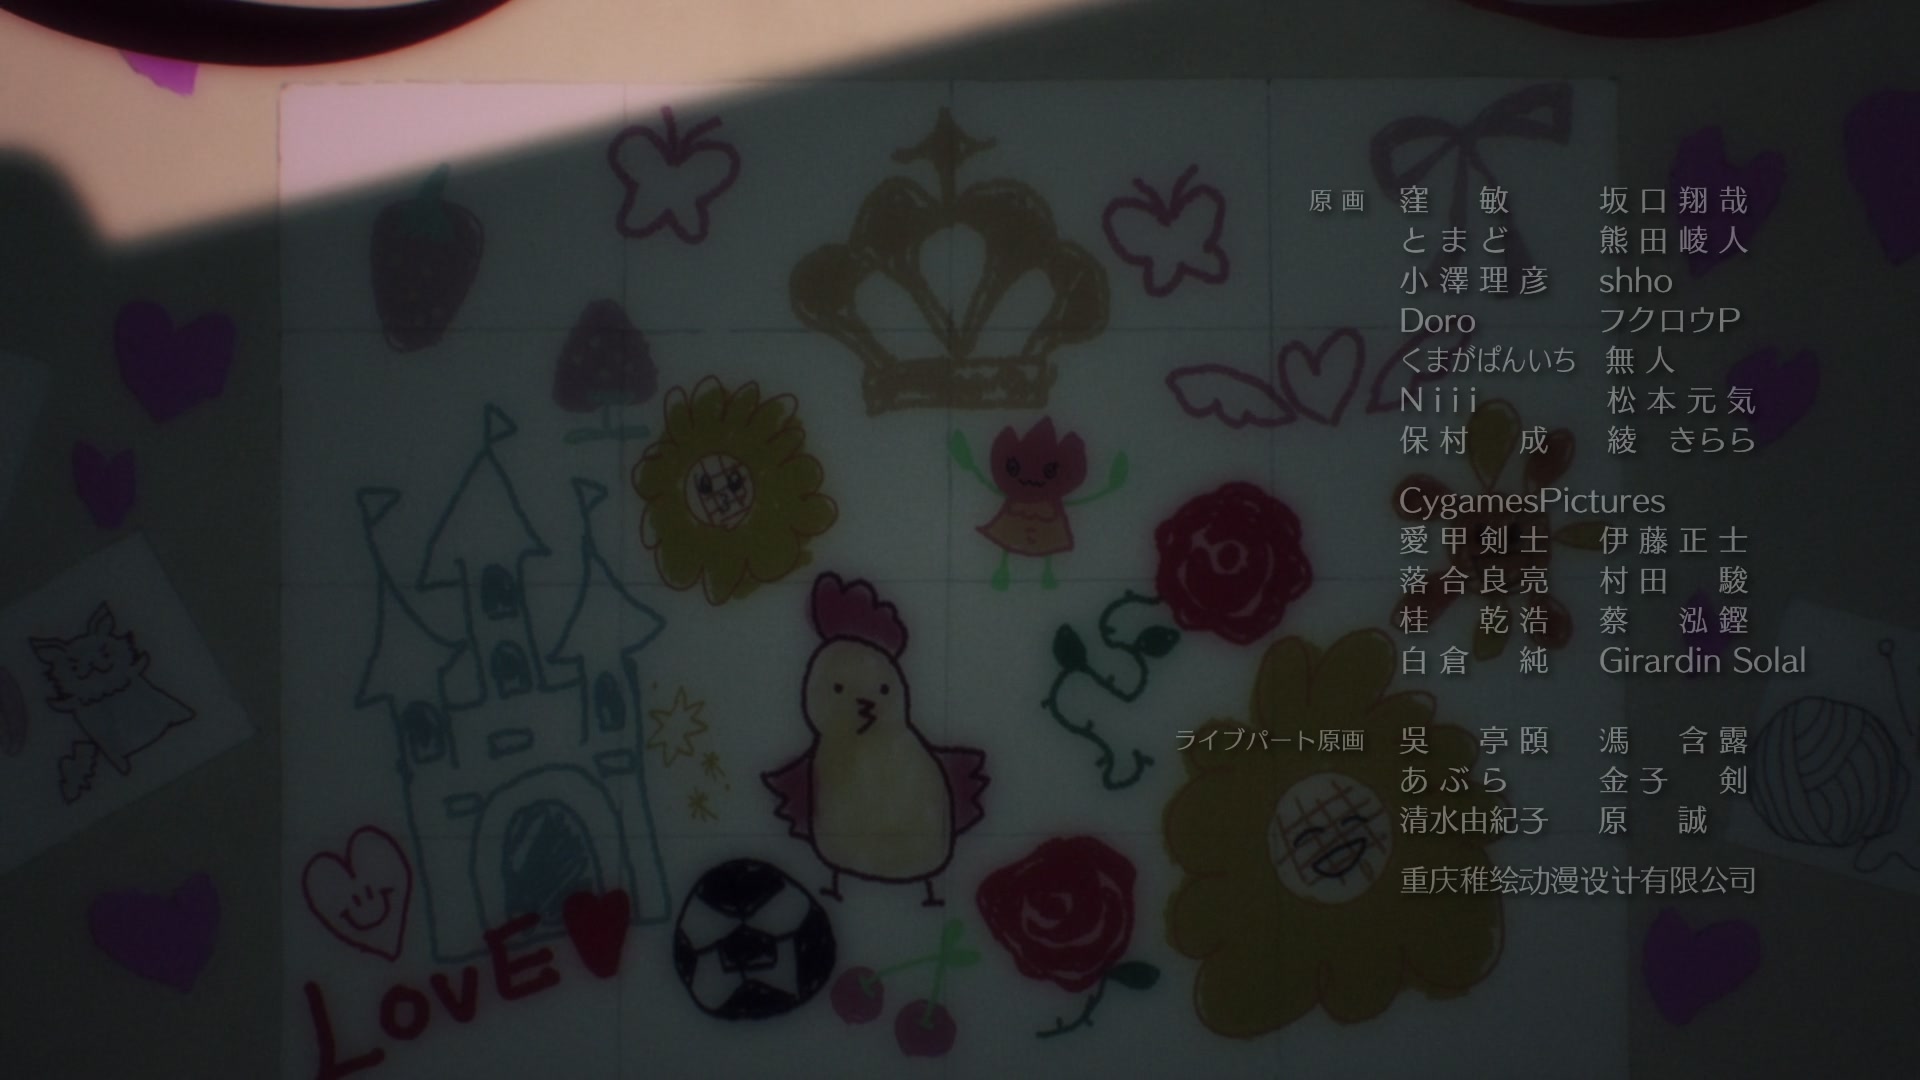 原画 窪 敏 坂口翔哉
とまど 熊田崚人
小澤理彦 shho
Doro フクロウP
くまがぱんいち 無人
Niii 松本元気
保村 成 綾 きらら
CygamesPictures
愛甲剣士 伊藤正士
落合良亮 村田 駿
桂 乾浩 蔡 泓鏗
白倉 純 Girardin Solal
ライブパート原画 吳 亭頤 馮 含露
あぶら 金子 剣
清水由紀子 原 誠
重庆稚绘动漫设计有限公司
LovE